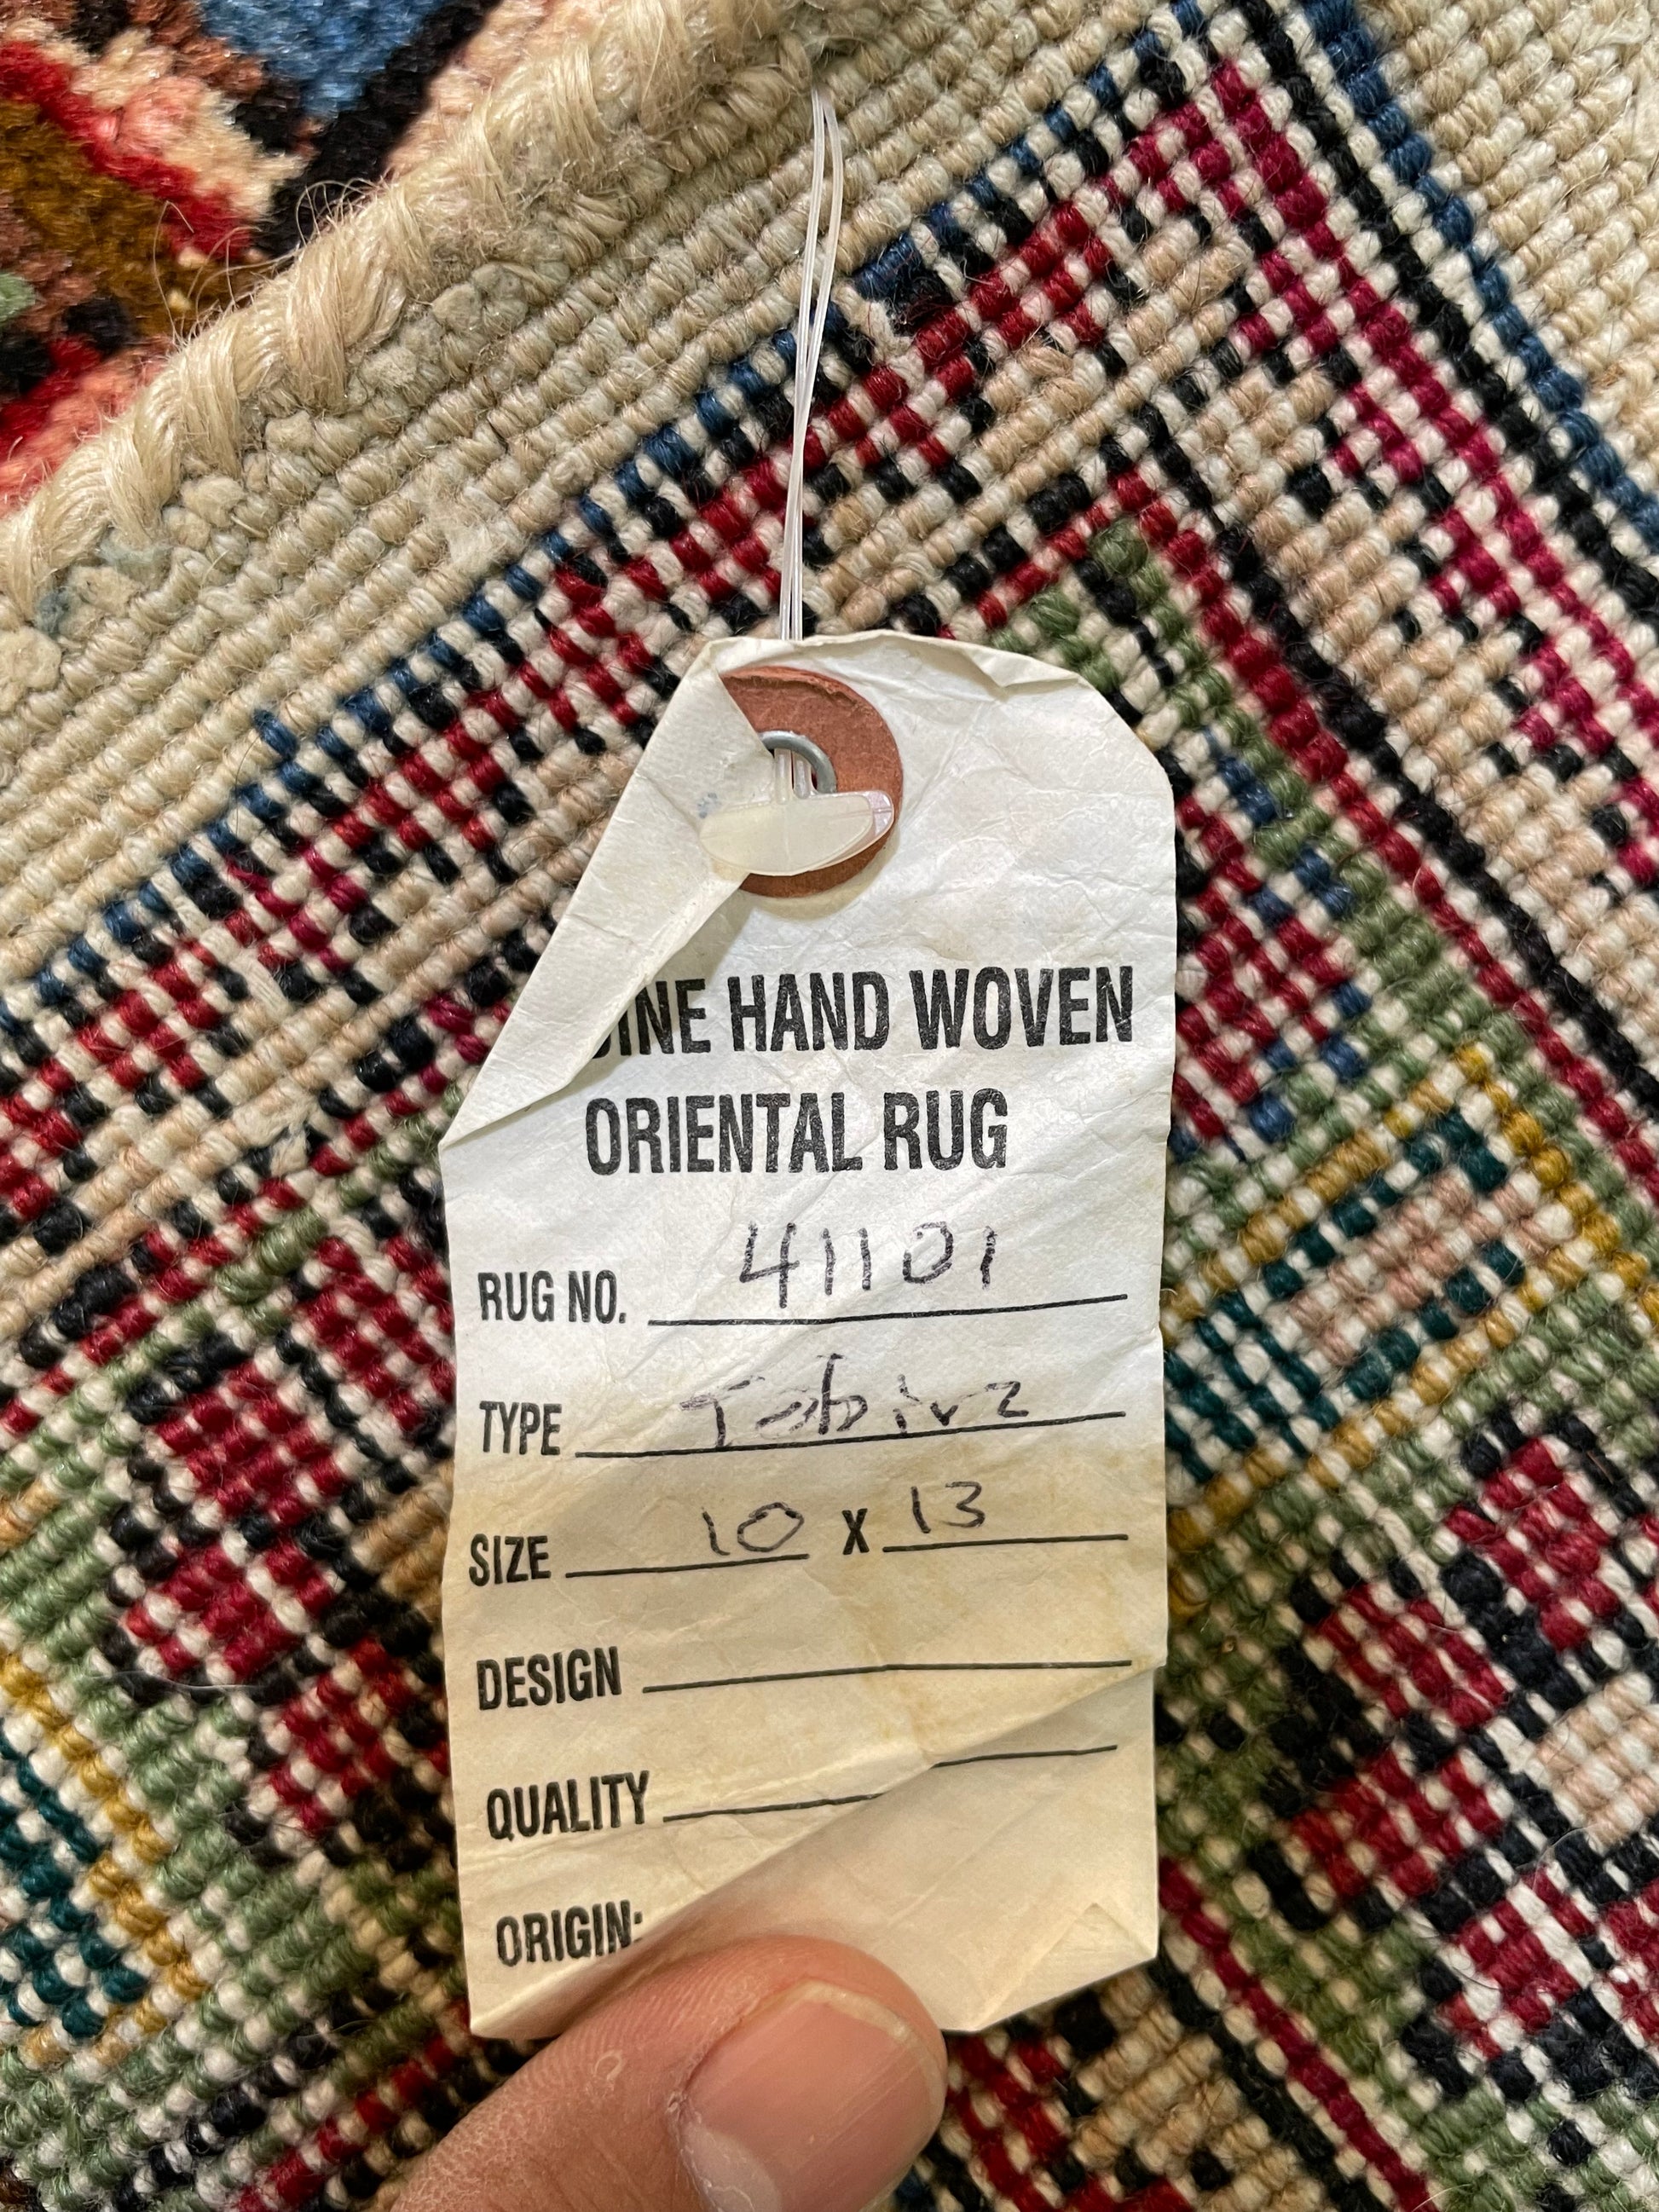 INE HAND WOVEN
ORIENTAL RUG
RUG NO. 41101
TYPE Tabriz
SIZE 10 X 13
DESIGN
QUALITY
ORIGIN: